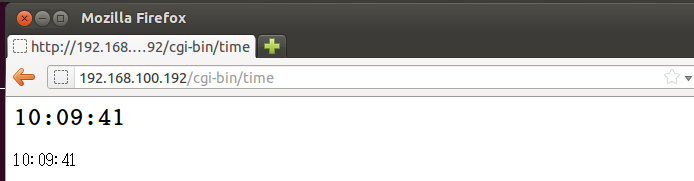 Mozilla Firefox
http://192.168....92/cgi-bin/time
192.168.100.192/cgi-bin/time
10:09:41
10:09:41